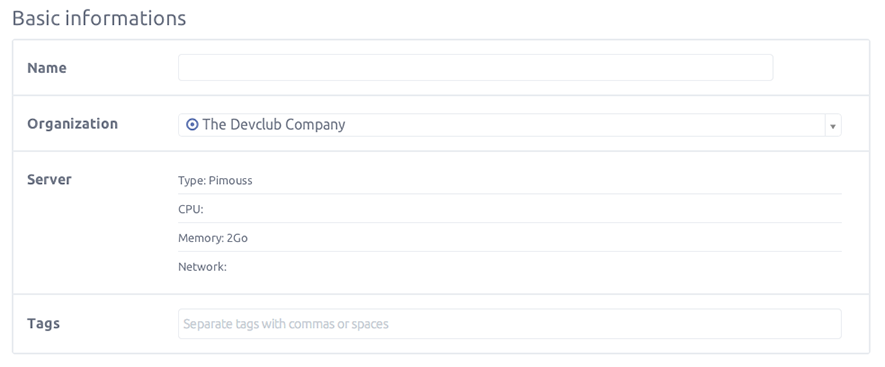 Basic informations
Name
Organization
The Devclub Company
Server
Type: Pimouss
CPU:
Memory: 2Go
Network:
Tags
Separate tags with commas or spaces